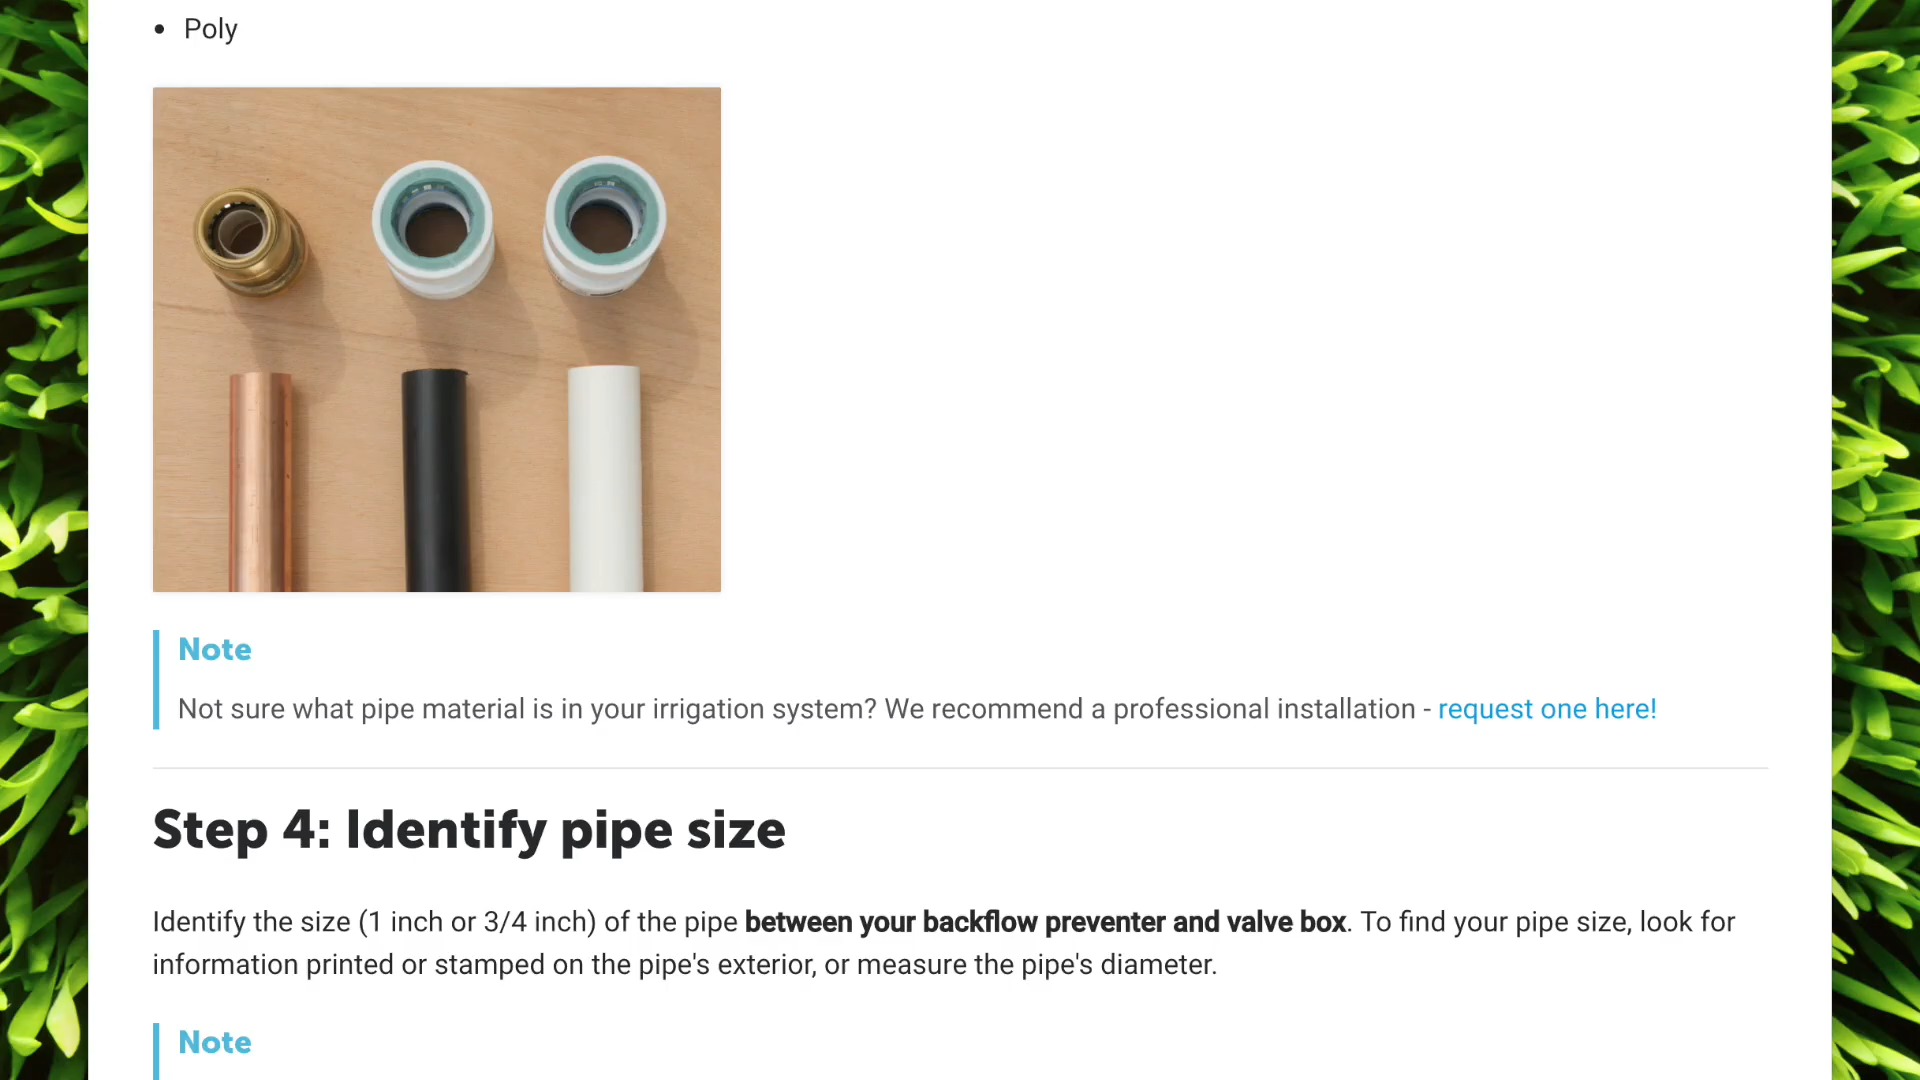 • Poly
Note
Not sure what pipe material is in your irrigation system? We recommend a professional installation - request one here!
Step 4: Identify pipe size
Identify the size (1 inch or 3/4 inch) of the pipe between your backflow preventer and valve box. To find your pipe size, look for
information printed or stamped on the pipe's exterior, or measure the pipe's diameter.
Note